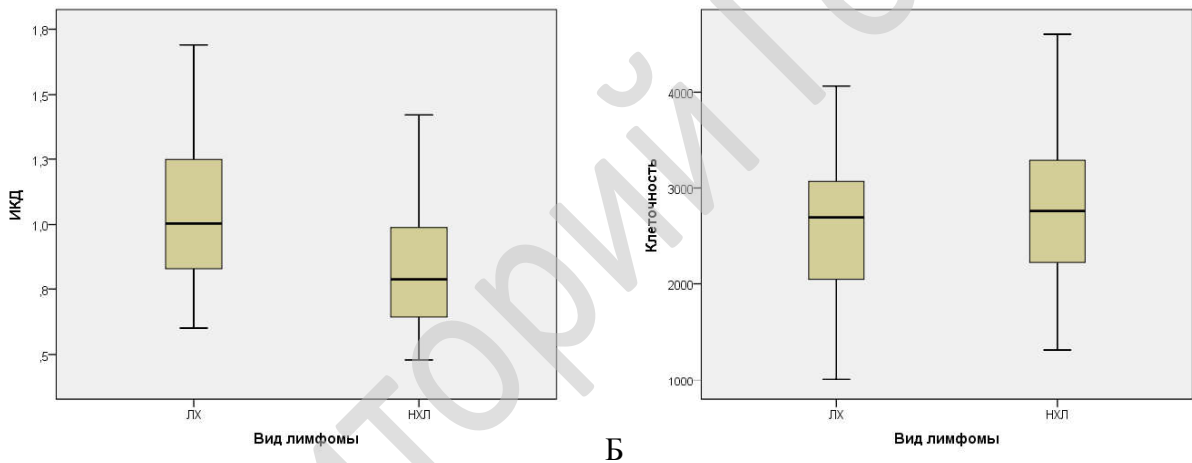 1,8
1,5
1,3
1,0
,8
,5
ИКД
ЛХ
НХЛ
Вид лимфомы
Б
4000
3000
2000
1000
Клеточность
ЛХ
НХЛ
Вид лимфомы